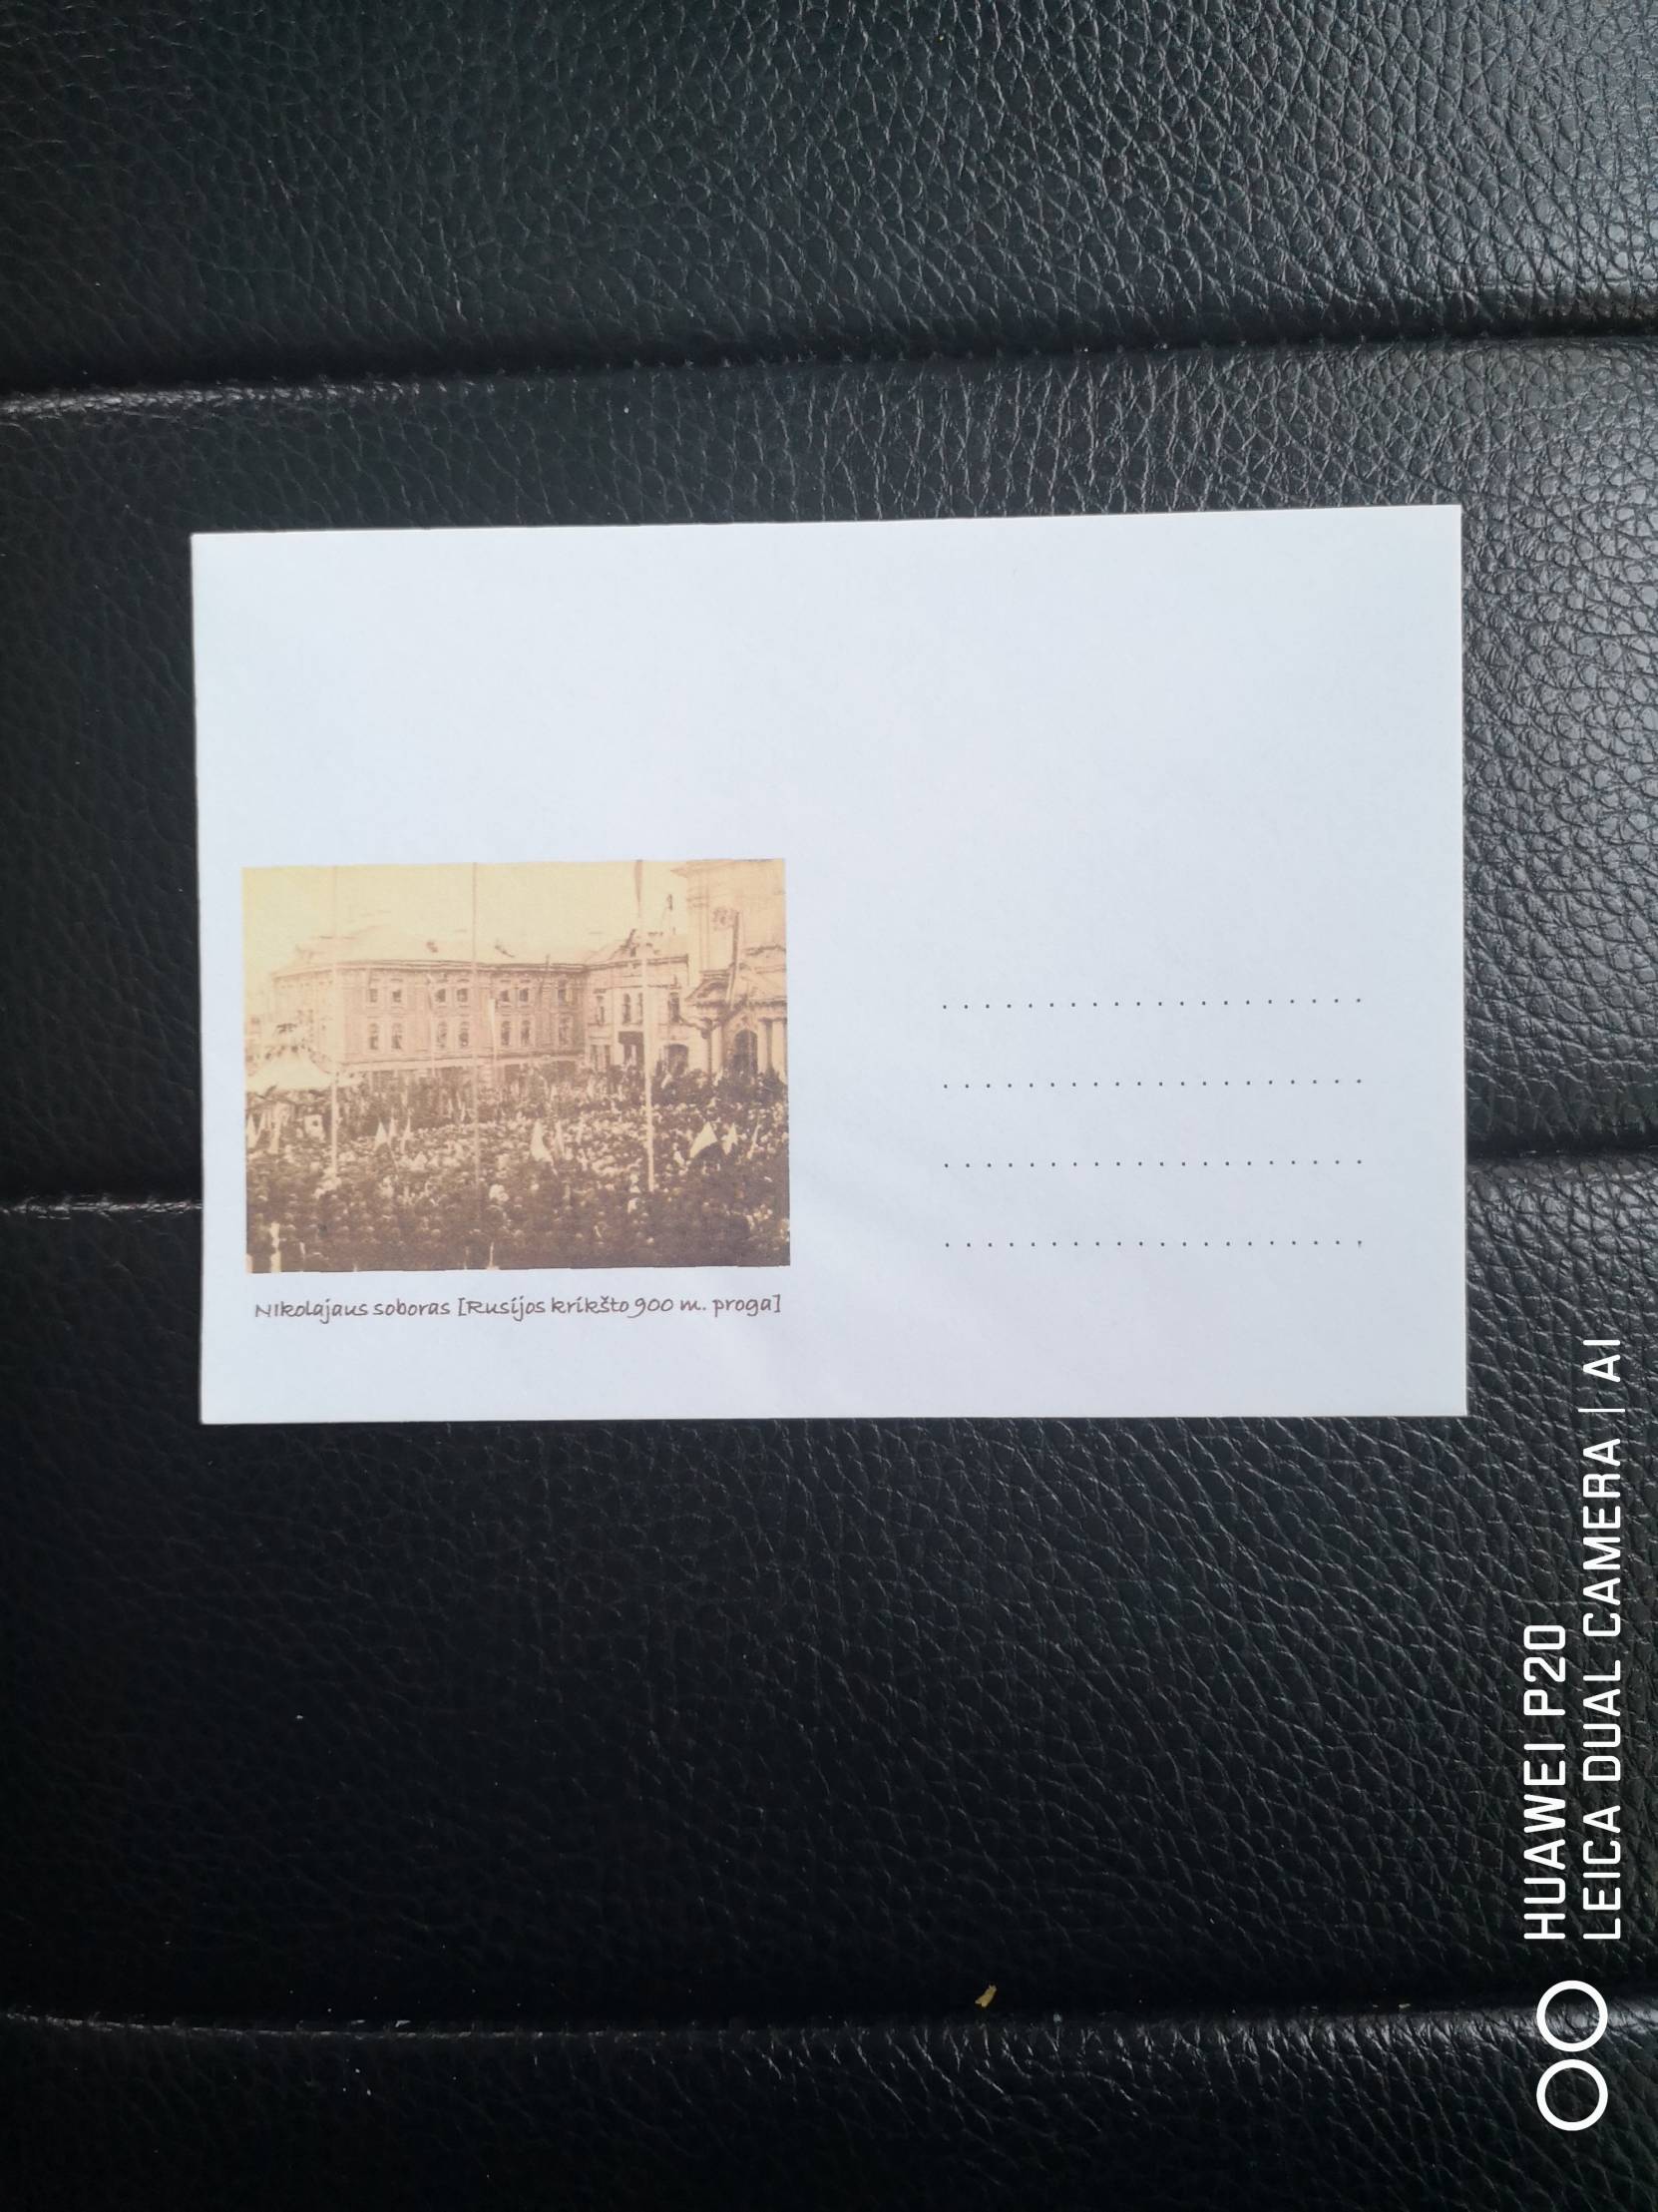 NIkolajaus soboras [Rusijos krikšto 900 m. proga]
HUAWEI P20
LEICA DUAL CAMERA | AI